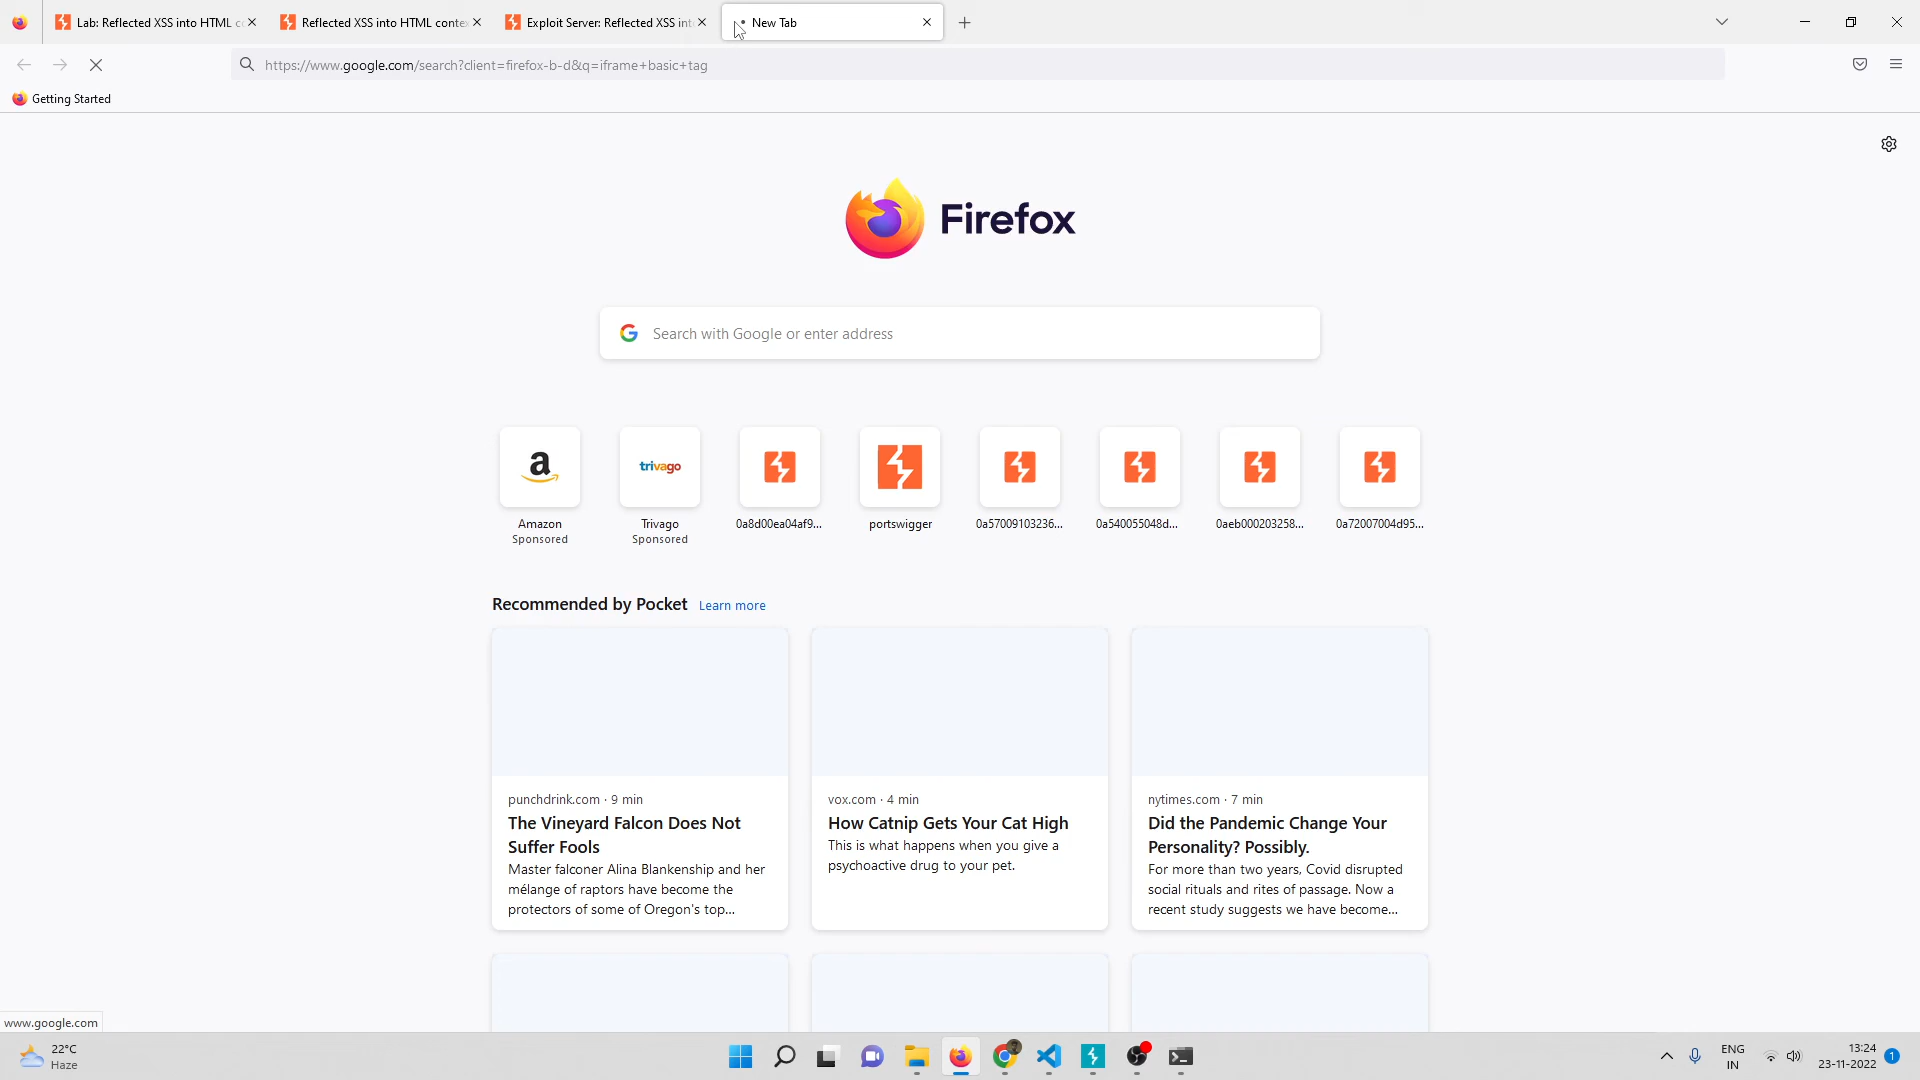 Lab: Reflected XSS into HTML co
Reflected XSS into HTML contex
Exploit Server: Reflected XSS int
New Tab
https://www.google.com/search?client=firefox-b-d&q=iframe+basic+tag
Getting Started
Firefox
Search with Google or enter address
a
trivago
Amazon
Sponsored
Trivago
Sponsored
0a8d00ea04af9...
portswigger
0a57009103236...
0a540055048d...
0aeb000203258...
0a72007004d95...
Recommended by Pocket Learn more
punchdrink.com · 9 min
The Vineyard Falcon Does Not
Suffer Fools
Master falconer Alina Blankenship and her
mélange of raptors have become the
protectors of some of Oregon's top...
vox.com · 4 min
How Catnip Gets Your Cat High
This is what happens when you give a
psychoactive drug to your pet.
nytimes.com · 7 min
Did the Pandemic Change Your
Personality? Possibly.
For more than two years, Covid disrupted
social rituals and rites of passage. Now a
recent study suggests we have become...
www.google.com
22°C
Haze
ENG
IN
13:24
23-11-2022
1